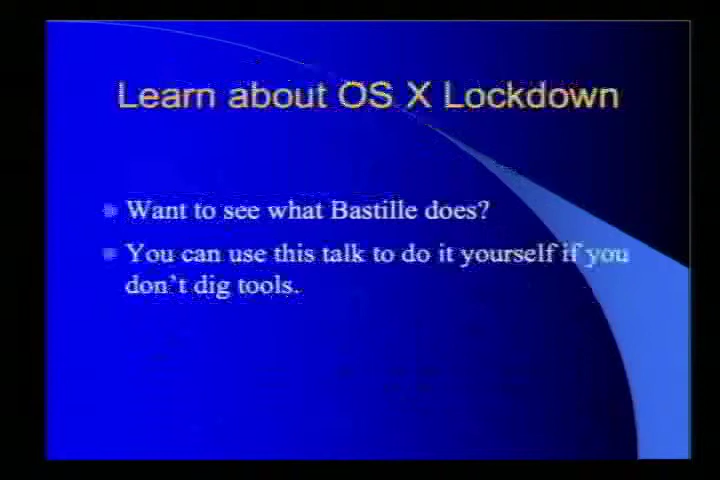 Learn about OS X Lockdown
Want to see what Bastille does?
You can use this talk to do it yourself if you
don't dig tools.